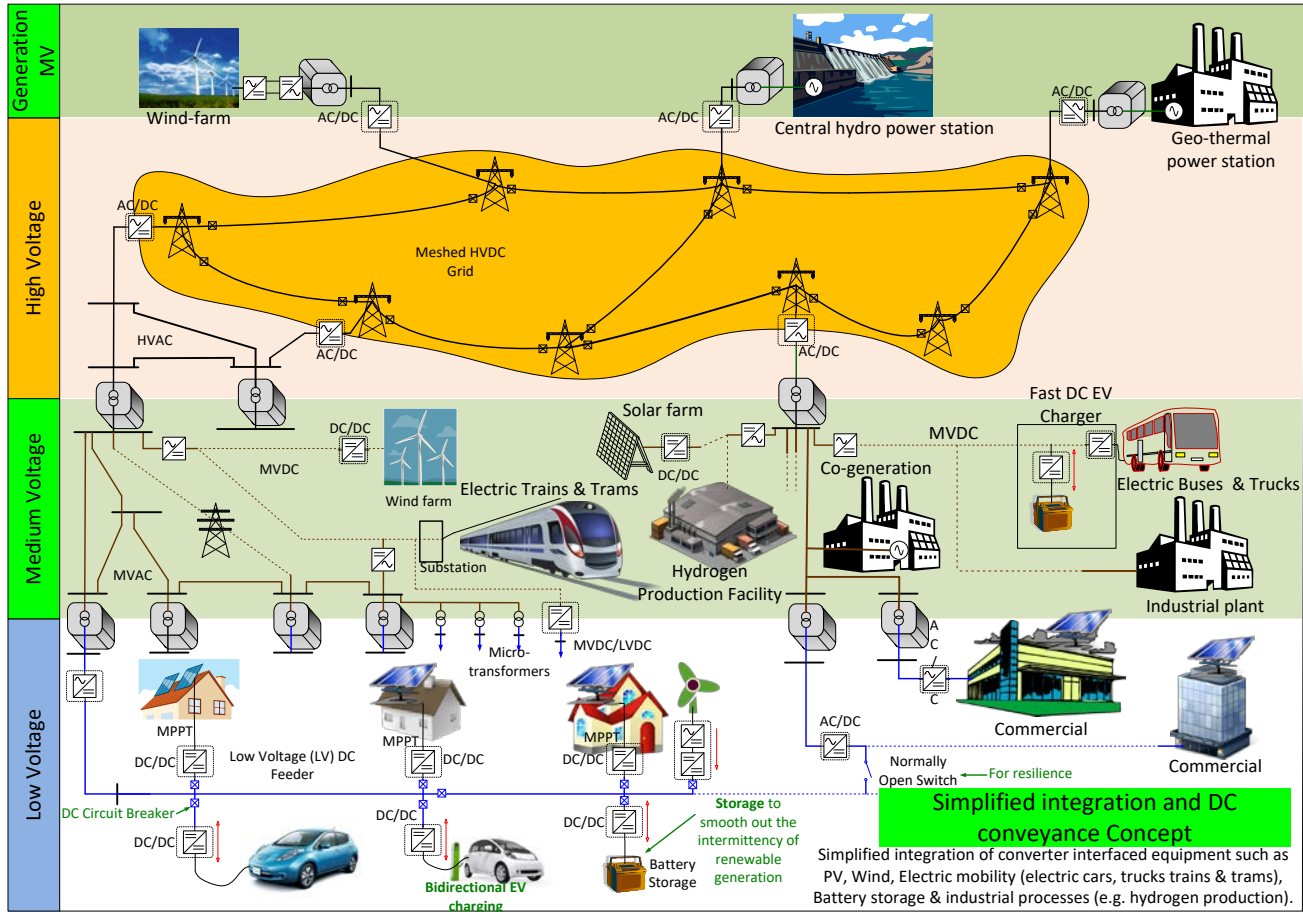 Generation
MV
Wind-farm
AC/DC
AC/DC
Central hydro power station
AC/DC
Geo-thermal
power station
High Voltage
AC/DC
Meshed HVDC
Grid
HVAC
AC/DC
AC/DC
Medium Voltage
MVDC
DC/DC
Wind farm
Solar farm
DC/DC
Fast DC EV
Charger
MVDC
Co-generation
Electric Buses & Trucks
Electric Trains & Trams
Substation
Hydrogen
Production Facility
Industrial plant
MVAC
Micro-
transformers
MVDC/LVDC
A
C
/
C
Low Voltage
MPPT
DC/DC
Low Voltage (LV) DC
Feeder
MPPT
DC/DC
MPPT
DC/DC
AC/DC
Commercial
Commercial
Normally
Open Switch
For resilience
DC Circuit Breaker
DC/DC
DC/DC
DC/DC
Bidirectional EV
charging
Battery
Storage
Storage to
smooth out the
intermittency of
renewable
generation
Simplified integration and DC
conveyance Concept
Simplified integration of converter interfaced equipment such as
PV, Wind, Electric mobility (electric cars, trucks trains & trams),
Battery storage & industrial processes (e.g. hydrogen production).